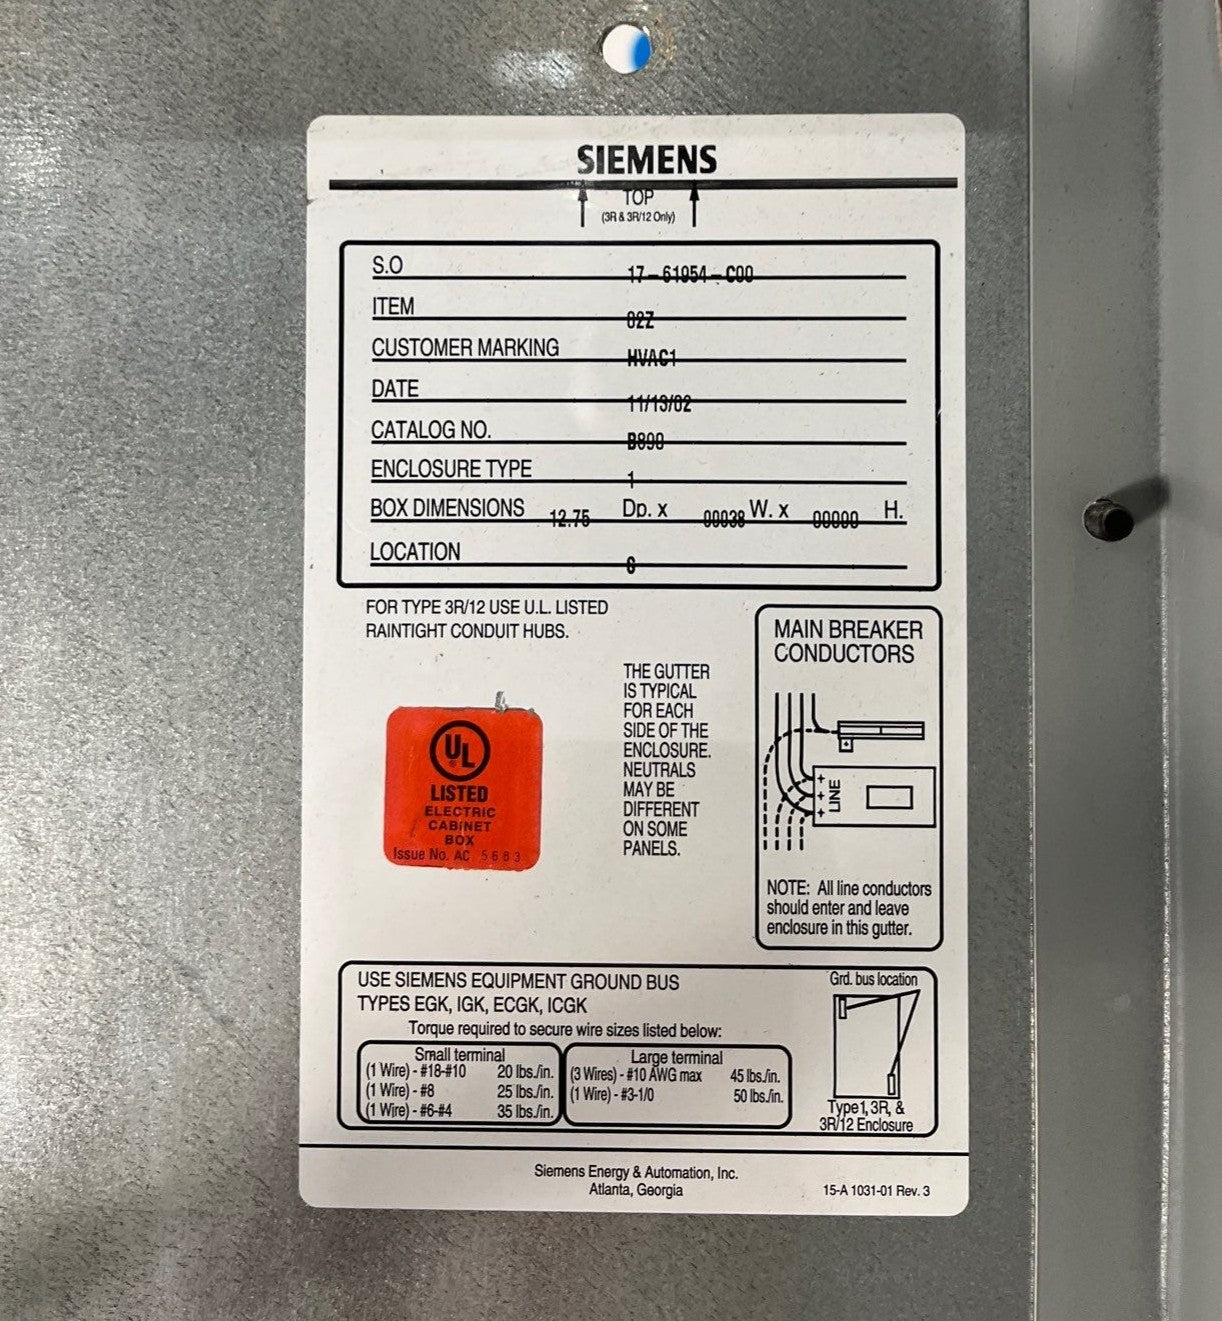 SIEMENS
TOP
(3R & 3R/12 Only)
S.O 17-61954-C00
ITEM 02Z
CUSTOMER MARKING HVAC1
DATE 11/13/02
CATALOG NO. B890
ENCLOSURE TYPE 1
BOX DIMENSIONS 12.75 Dp. x 00038 W. x 00000 H.
LOCATION
FOR TYPE 3R/12 USE U.L. LISTED
RAINTIGHT CONDUIT HUBS.
UL
®
LISTED
ELECTRIC
CABINET
BOX
Issue No. AC 5683
THE GUTTER
IS TYPICAL
FOR EACH
SIDE OF THE
ENCLOSURE.
NEUTRALS
MAY BE
DIFFERENT
ON SOME
PANELS.
MAIN BREAKER
CONDUCTORS
LINE
NOTE: All line conductors
should enter and leave
enclosure in this gutter.
USE SIEMENS EQUIPMENT GROUND BUS
TYPES EGK, IGK, ECGK, ICGK
Torque required to secure wire sizes listed below:
Small terminal
(1 Wire) - #18-#10 20 lbs./in.
(1 Wire) - #8 25 lbs./in.
(1 Wire) - #6-#4 35 lbs./in.
Large terminal
(3 Wires) - #10 AWG max 45 lbs./in.
(1 Wire) - #3-1/0 50 lbs./in.
Grd. bus location
Type 1, 3R, &
3R/12 Enclosure
Siemens Energy & Automation, Inc.
Atlanta, Georgia
15-A 1031-01 Rev. 3